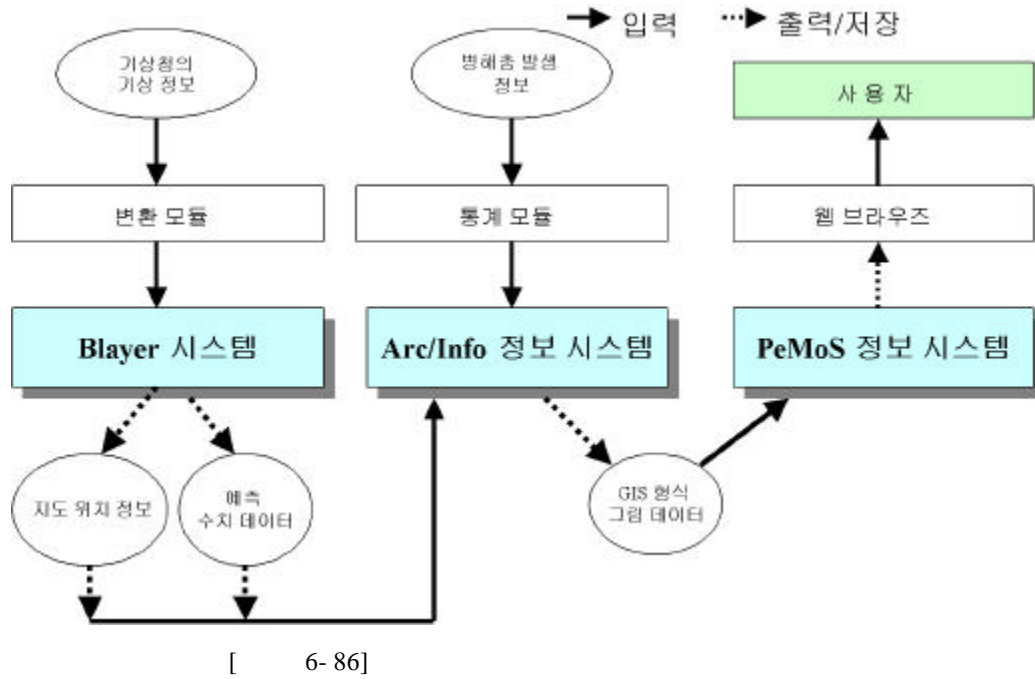 입력
출력/저장
기상청의
기상 정보
병해충 발생
정보
사 용 자
변환 모듈
통계 모듈
웹 브라우즈
Blayer 시스템
Arc/Info 정보 시스템
PeMoS 정보 시스템
지도 위치 정보
예측
수치 데이터
GIS 형식
그림 데이터
[ 6- 86]